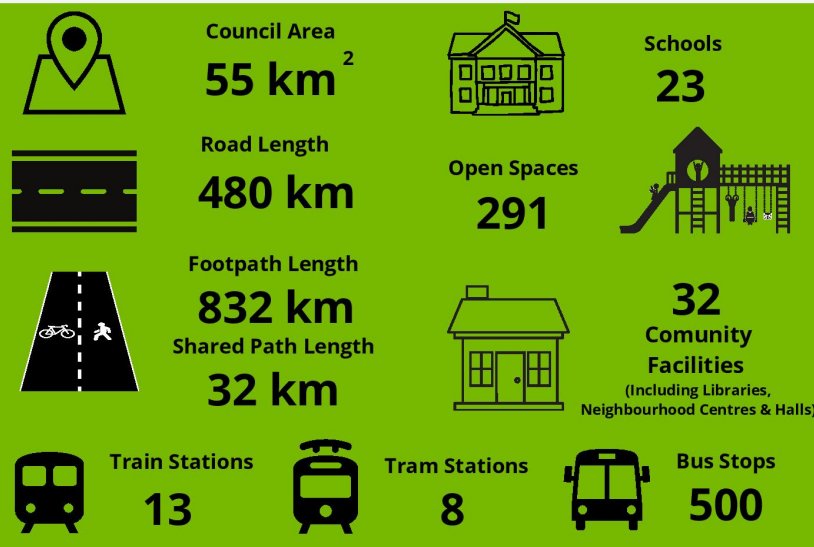 Council Area
55 km²
Road Length
480 km
Footpath Length
832 km
Shared Path Length
32 km
Schools
23
Open Spaces
291
32
Comunity
Facilities
(Including Libraries,
Neighbourhood Centres & Halls)
Train Stations
13
Tram Stations
8
Bus Stops
500